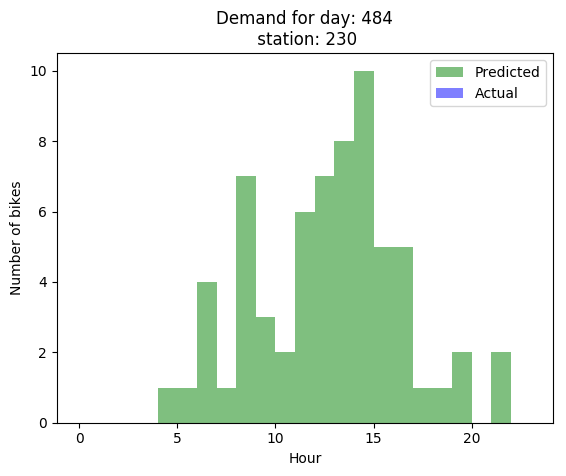 Demand for day: 484
station: 230
Predicted
Actual
Number of bikes
10
8
6
4
2
0
0 5 10 15 20
Hour